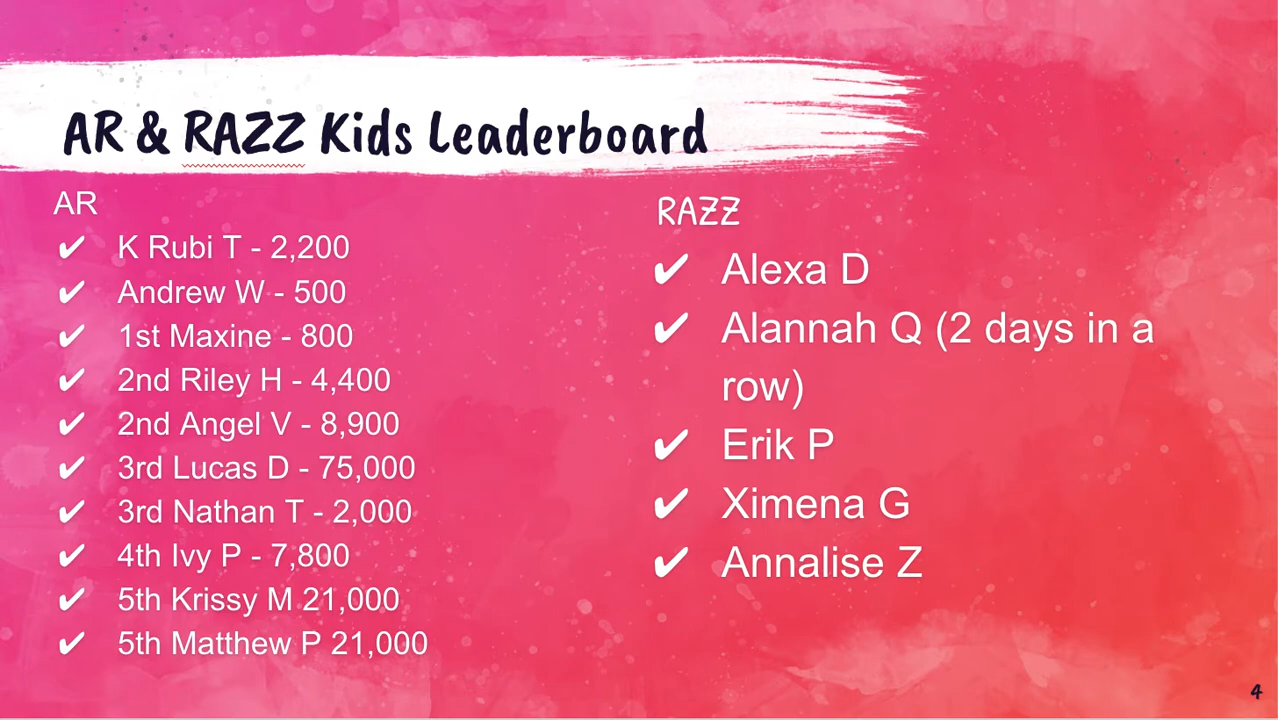 AR & RAZZ Kids Leaderboard
AR
✔ K Rubi T - 2,200
✔ Andrew W - 500
✔ 1st Maxine - 800
✔ 2nd Riley H - 4,400
✔ 2nd Angel V - 8,900
✔ 3rd Lucas D - 75,000
✔ 3rd Nathan T - 2,000
✔ 4th Ivy P - 7,800
✔ 5th Krissy M 21,000
✔ 5th Matthew P 21,000
RAZZ
✔ Alexa D
✔ Alannah Q (2 days in a
row)
✔ Erik P
✔ Ximena G
✔ Annalise Z
4